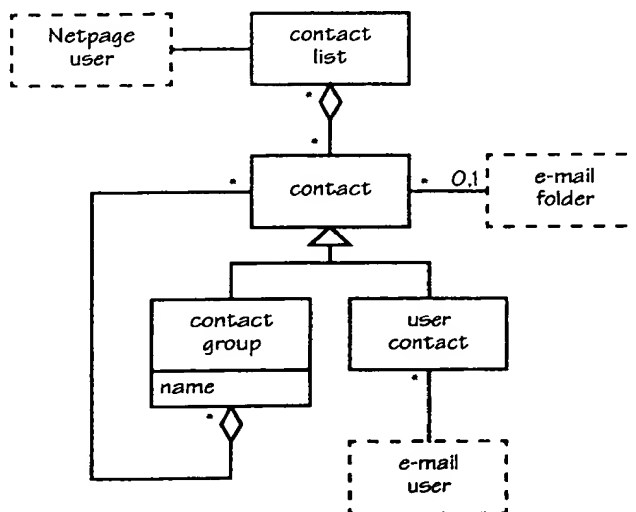 Netpage
user
contact
list
*
*
*
contact
*
0,1
e-mail
folder
contact
group
name
*
user
contact
*
e-mail
user